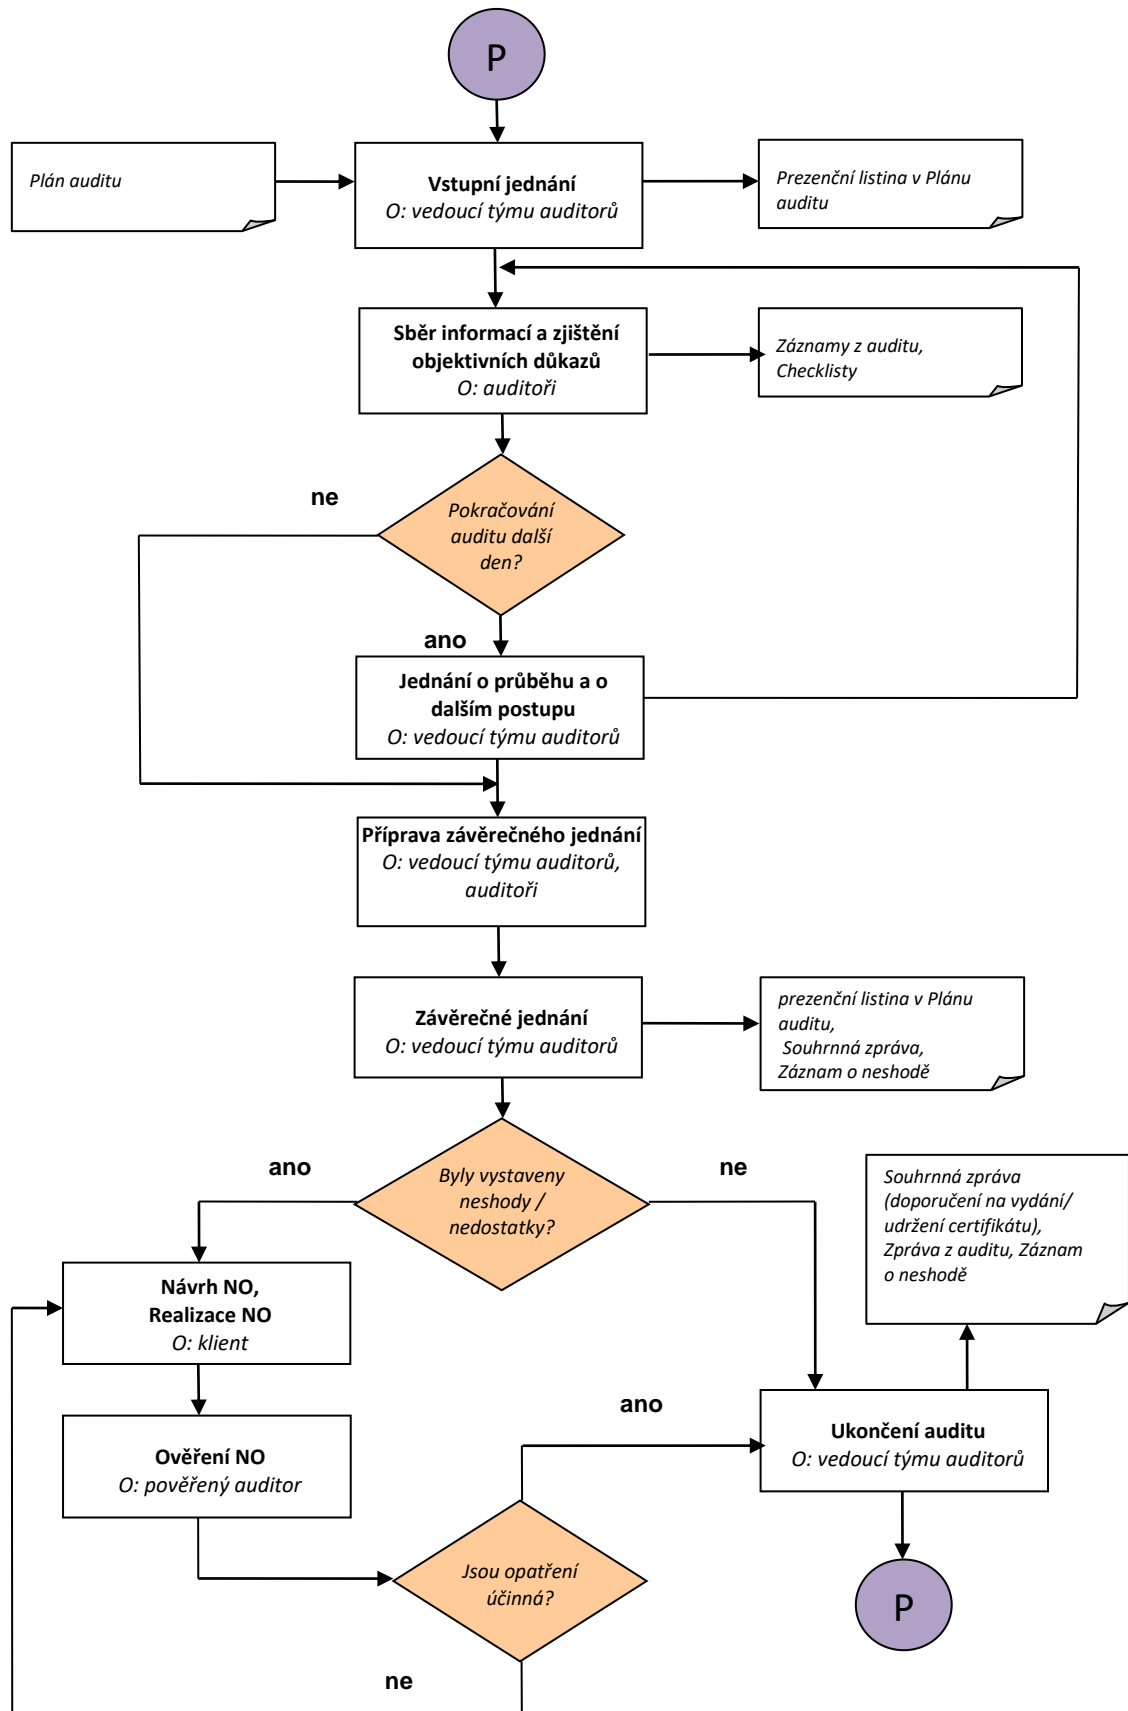 P
Plán auditu
Vstupní jednání
O: vedoucí týmu auditorů
Prezenční listina v Plánu
auditu
Sběr informací a zjištění
objektivních důkazů
O: auditoři
Záznamy z auditu,
Checklisty
ne
Pokračování
auditu další
den?
ano
Jednání o průběhu a o
dalším postupu
O: vedoucí týmu auditorů
Příprava závěrečného jednání
O: vedoucí týmu auditorů,
auditoři
Závěrečné jednání
O: vedoucí týmu auditorů
prezenční listina v Plánu
auditu,
Souhrnná zpráva,
Záznam o neshodě
ano
Byly vystaveny
neshody /
nedostatky?
ne
Souhrnná zpráva
(doporučení na vydání/
udržení certifikátu),
Zpráva z auditu, Záznam
o neshodě
Návrh NO,
Realizace NO
O: klient
Ověření NO
O: pověřený auditor
ano
Ukončení auditu
O: vedoucí týmu auditorů
Jsou opatření
účinná?
P
ne